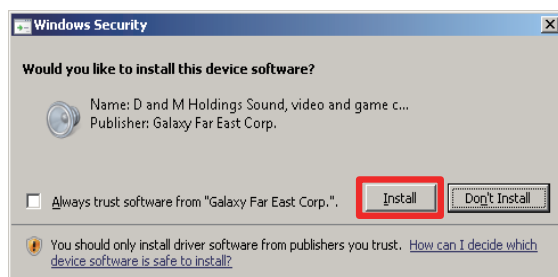 Windows Security
Would you like to install this device software?
Name: D and M Holdings Sound, video and game c...
Publisher: Galaxy Far East Corp.
Always trust software from "Galaxy Far East Corp.".
Install
Don't Install
You should only install driver software from publishers you trust. How can I decide which
device software is safe to install?